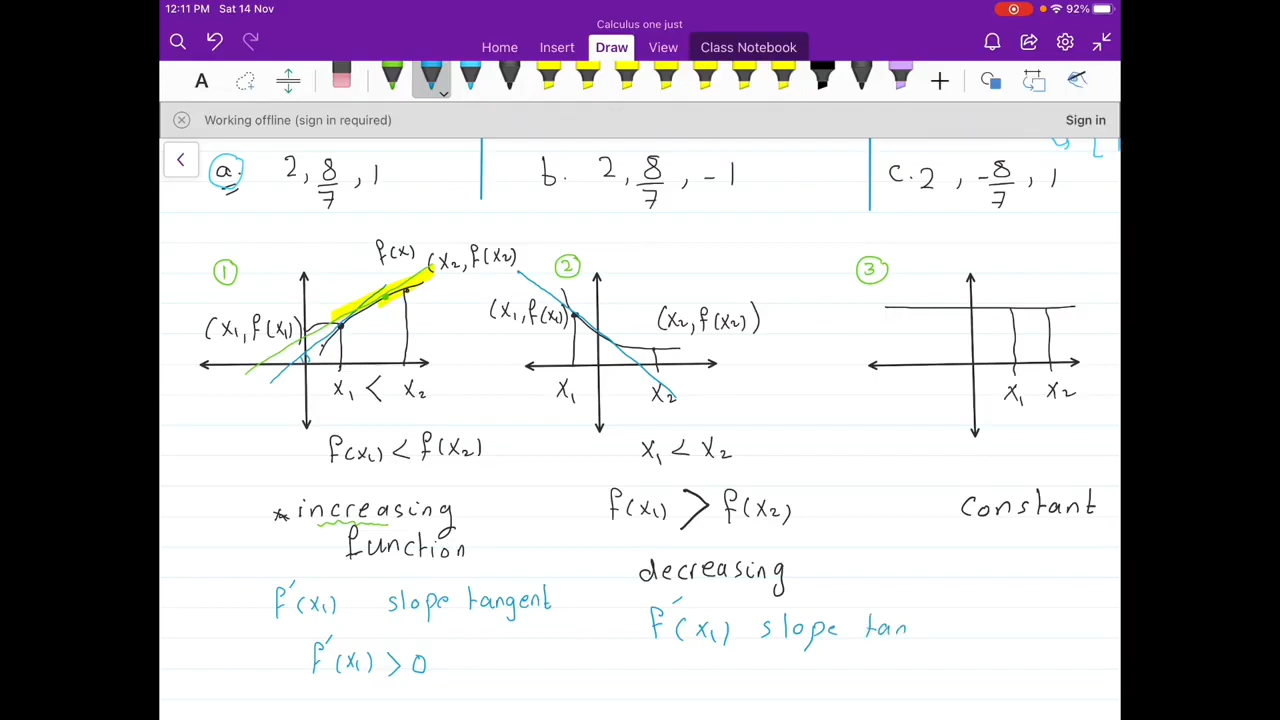 12:11 PM Sat 14 Nov
92%
Calculus one just
Home Insert Draw View Class Notebook
A
Working offline (sign in required) Sign in
a. 2, 8/7, 1
b. 2, 8/7, -1
c. 2, -8/7, 1
1
f(x) (x2, f(x2)
(x1, f(x1)
x1 < x2
f(x1) < f(x2)
* increasing
function
f'(x1) slope tangent
f'(x1) > 0
2
(x1, f(x1)
(x2, f(x2)
x1 x2
x1 < x2
f(x1) > f(x2)
decreasing
f'(x1) slope tan
3
x1 x2
constant